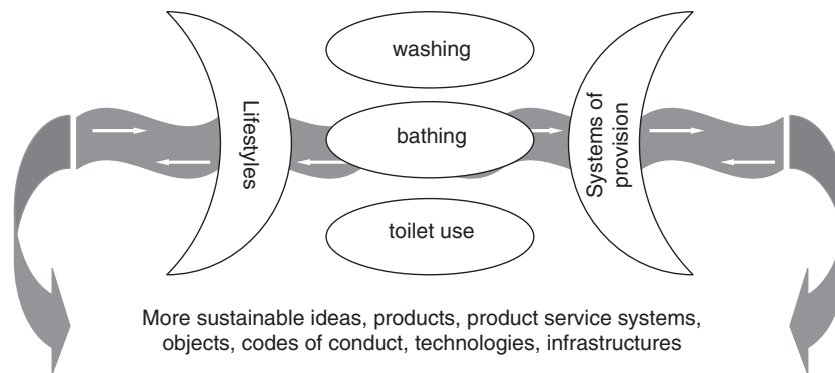 washing
Lifestyles
bathing
Systems of
provision
toilet use
More sustainable ideas, products, product service systems,
objects, codes of conduct, technologies, infrastructures